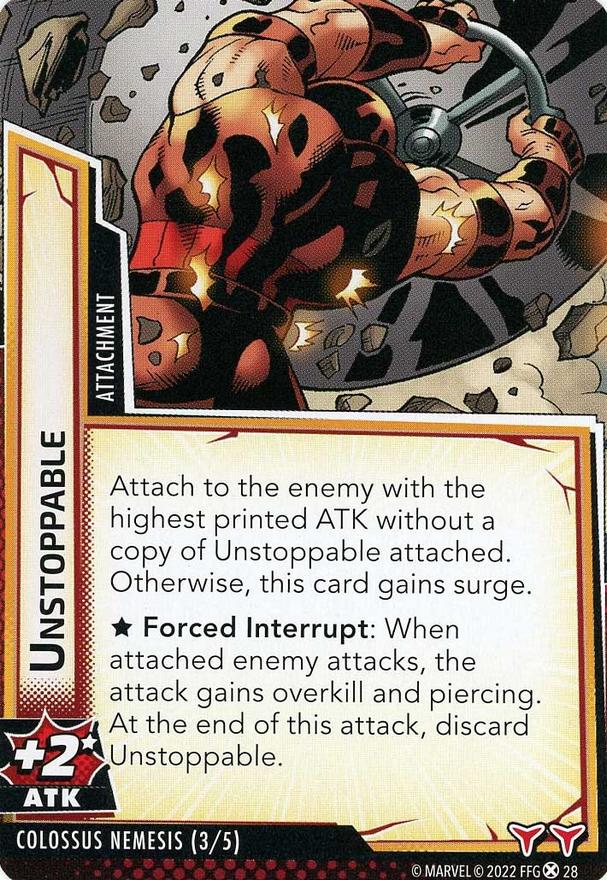 ATTACHMENT
UNSTOPPABLE
Attach to the enemy with the
highest printed ATK without a
copy of Unstoppable attached.
Otherwise, this card gains surge.
★ Forced Interrupt: When
attached enemy attacks, the
attack gains overkill and piercing.
At the end of this attack, discard
Unstoppable.
+2★
ATK
COLOSSUS NEMESIS (3/5)
© MARVEL © 2022 FFG 28